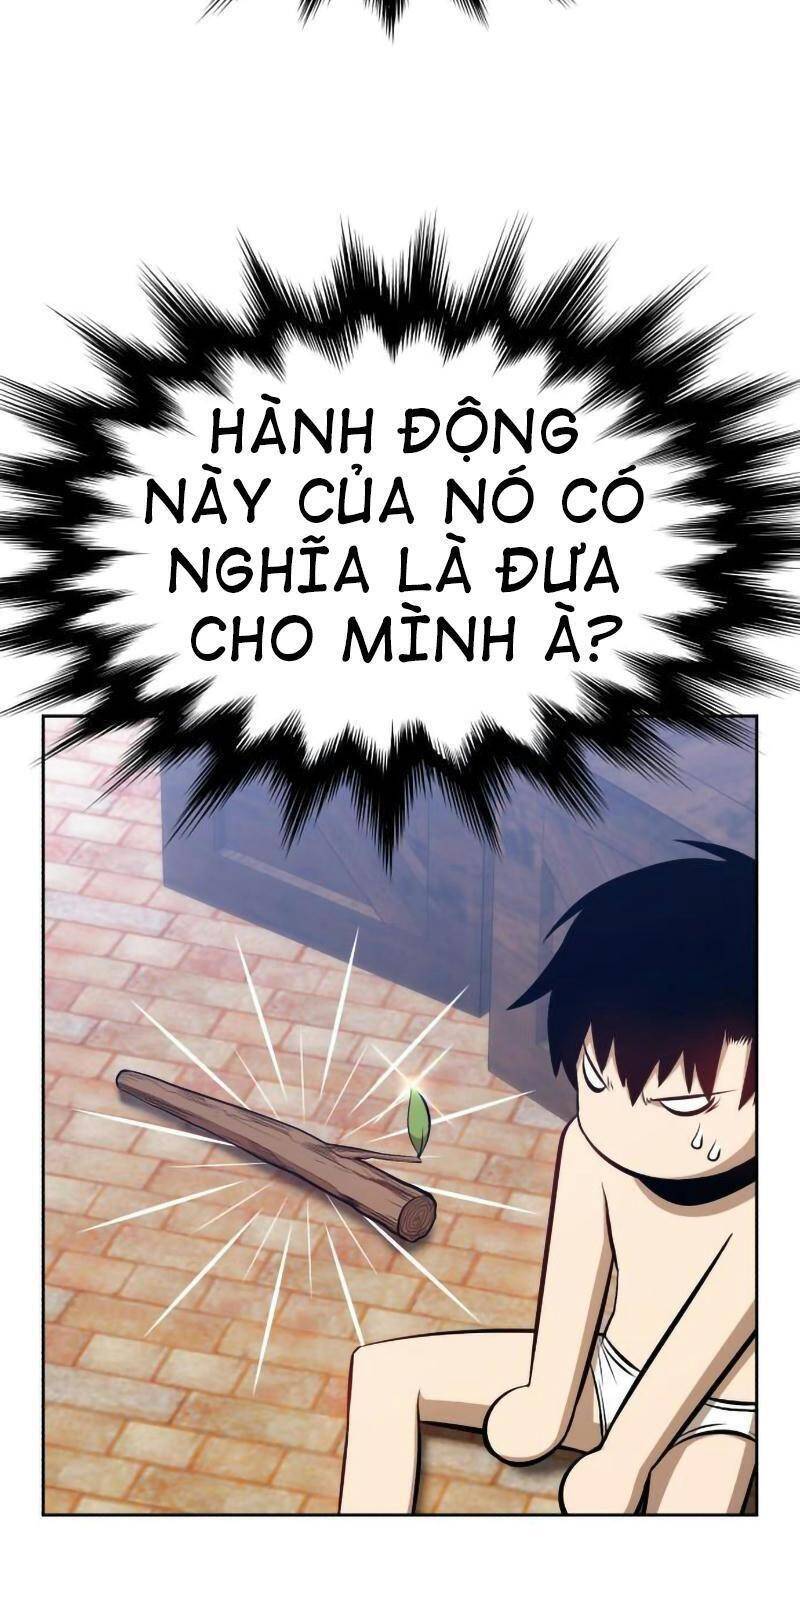 HÀNH ĐỘNG
NÀY CỦA NÓ CÓ
NGHĨA LÀ ĐƯA
CHO MÌNH À?